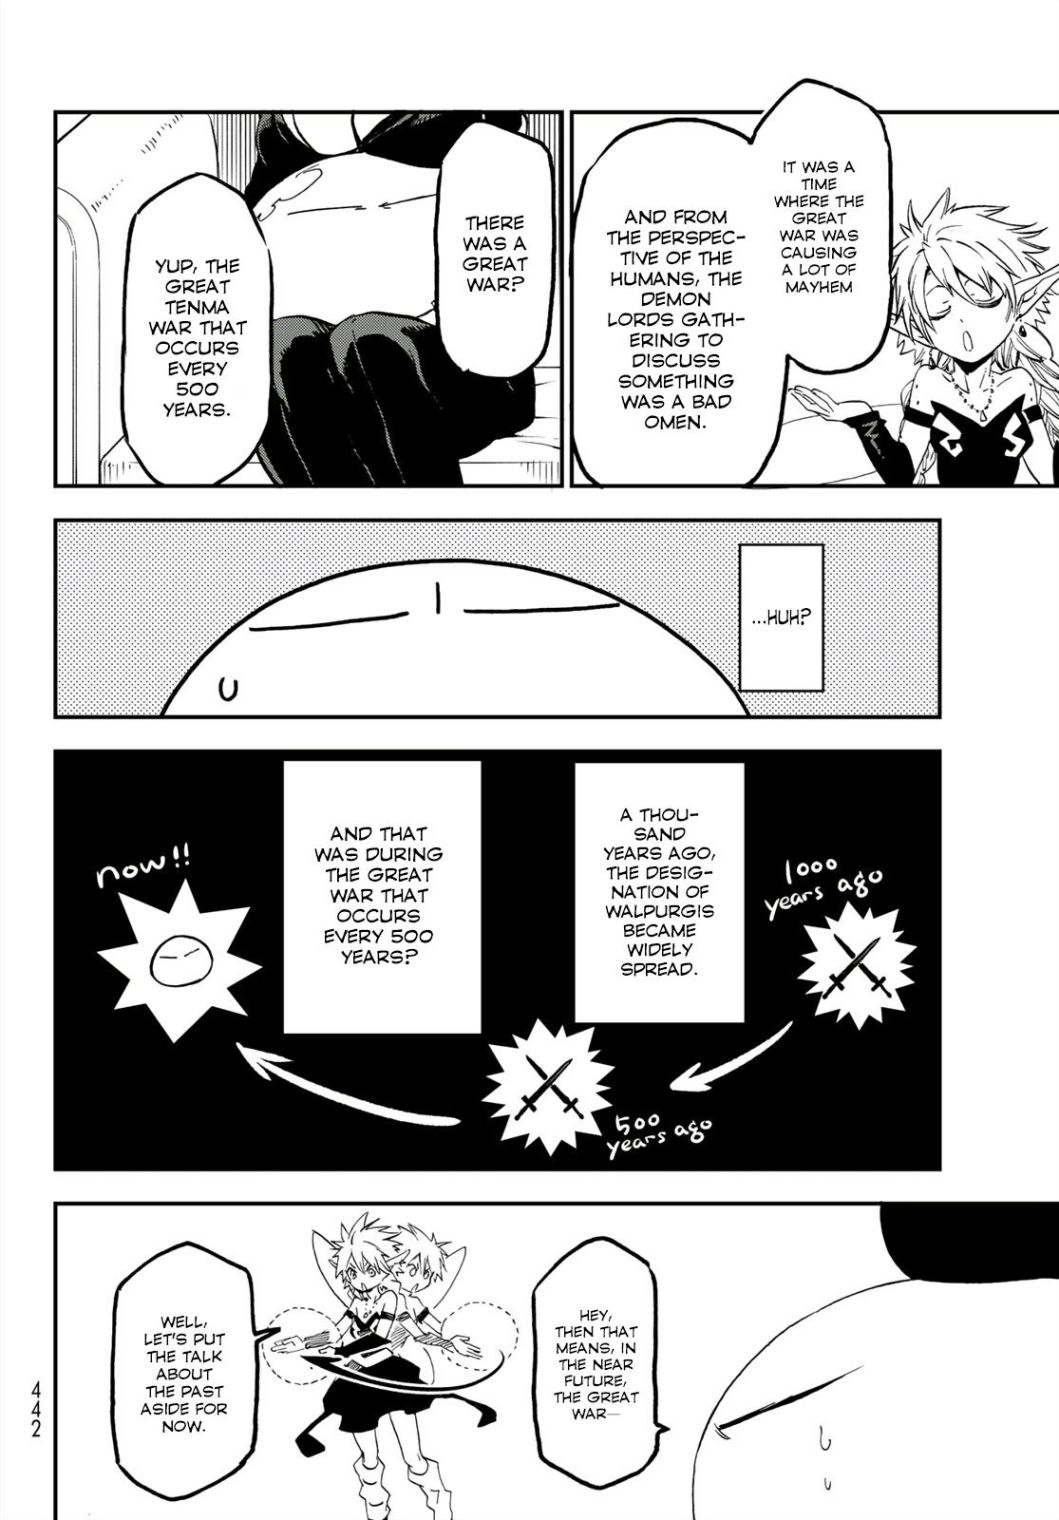 IT WAS A
TIME
WHERE THE
GREAT
WAR WAS
CAUSING
A LOT OF
MAYHEM
AND FROM
THE PERSPEC-
TIVE OF THE
HUMANS, THE
DEMON
LORDS GATH-
ERING TO
DISCUSS
SOMETHING
WAS A BAD
OMEN.
THERE
WAS A
GREAT
WAR?
YUP, THE
GREAT
TENMA
WAR THAT
OCCURS
EVERY
500
YEARS.
...HUH?
1000
years ago
A THOU-
SAND
YEARS AGO,
THE DESIG-
NATION OF
WALPURGIS
BECAME
WIDELY
SPREAD.
500
years ago
AND THAT
WAS DURING
THE GREAT
WAR THAT
OCCURS
EVERY 500
YEARS?
now!!
HEY,
THEN THAT
MEANS, IN
THE NEAR
FUTURE,
THE GREAT
WAR—
WELL,
LET'S PUT
THE TALK
ABOUT
THE PAST
ASIDE FOR
NOW.
442